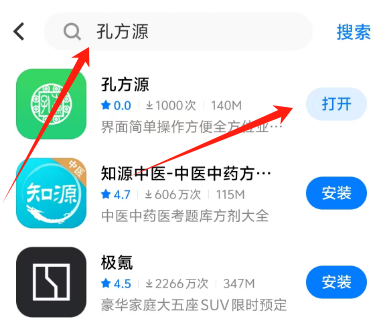 孔方源
搜索
孔方源
0.0 1000次 140M
打开
界面简单操作方便全方位业…
中医
知源
知源中医-中医中药方…
4.7 606万次 115M
安装
中医中药医考题库方剂大全
极氪
4.5 2266万次 347M
安装
豪华家庭大五座SUV限时预定